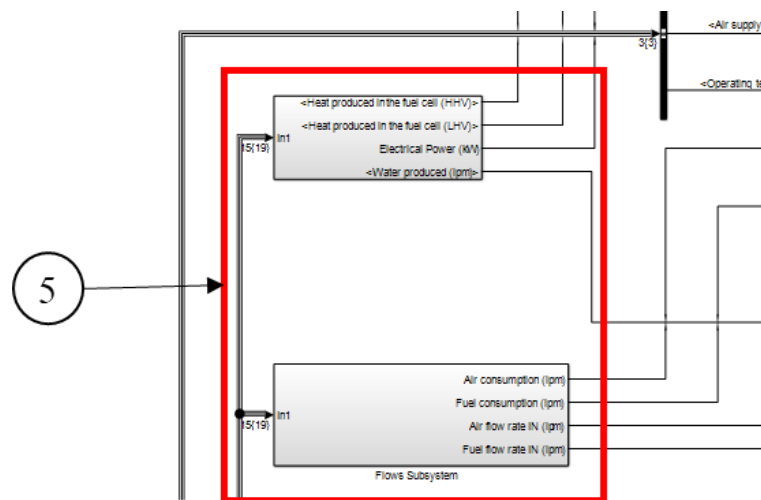 <Air supply
3{3}
<Operating te
<Heat produced in the fuel cell (HHV)>
<Heat produced in the fuel cell (LHV)>
In1
15{19}
Electrical Power (kW)
<Water produced (lpm)>
5
Air consumption (lpm)
Fuel consumption (lpm)
In1
15{19}
Air flow rate IN (lpm)
Fuel flow rate IN (lpm)
Flows Subsystem